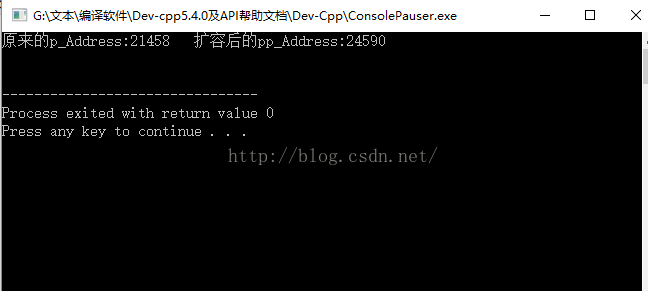 G:\文本\编译软件\Dev-cpp5.4.0及API帮助文档\Dev-Cpp\ConsolePauser.exe
原来的p_Address:21458   扩容后的pp_Address:24590
--------------------------------
Process exited with return value 0
Press any key to continue . . .
http://blog.csdn.net/